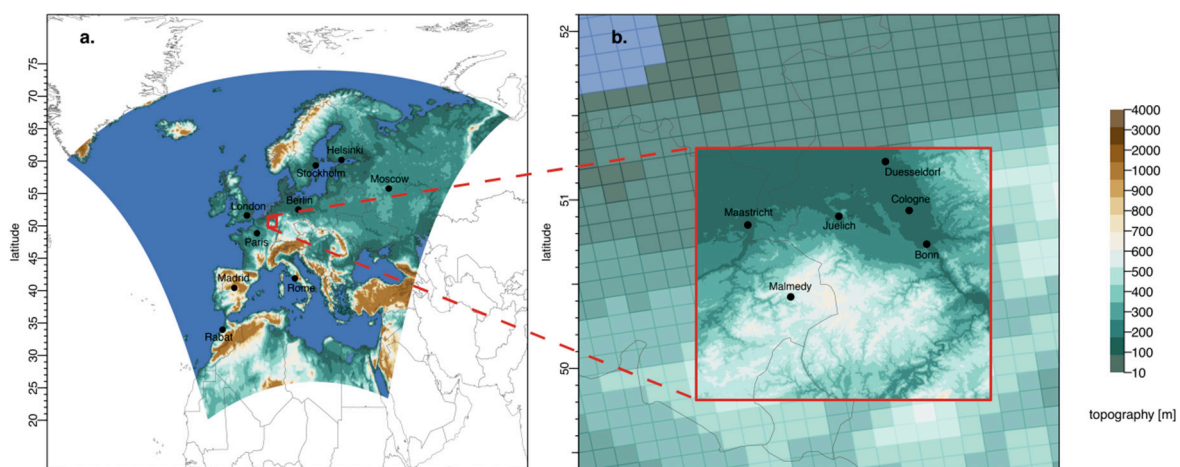 a.
75
70
65
60
55
50
45
40
35
30
25
20
latitude
Helsinki
Stockholm
Moscow
Berlin
London
Paris
Madrid
Rome
Rabat
b.
52
51
50
latitude
Duesseldorf
Cologne
Maastricht
Juelich
Bonn
Malmedy
4000
3000
2000
1000
900
800
700
600
500
400
300
200
100
10
topography [m]